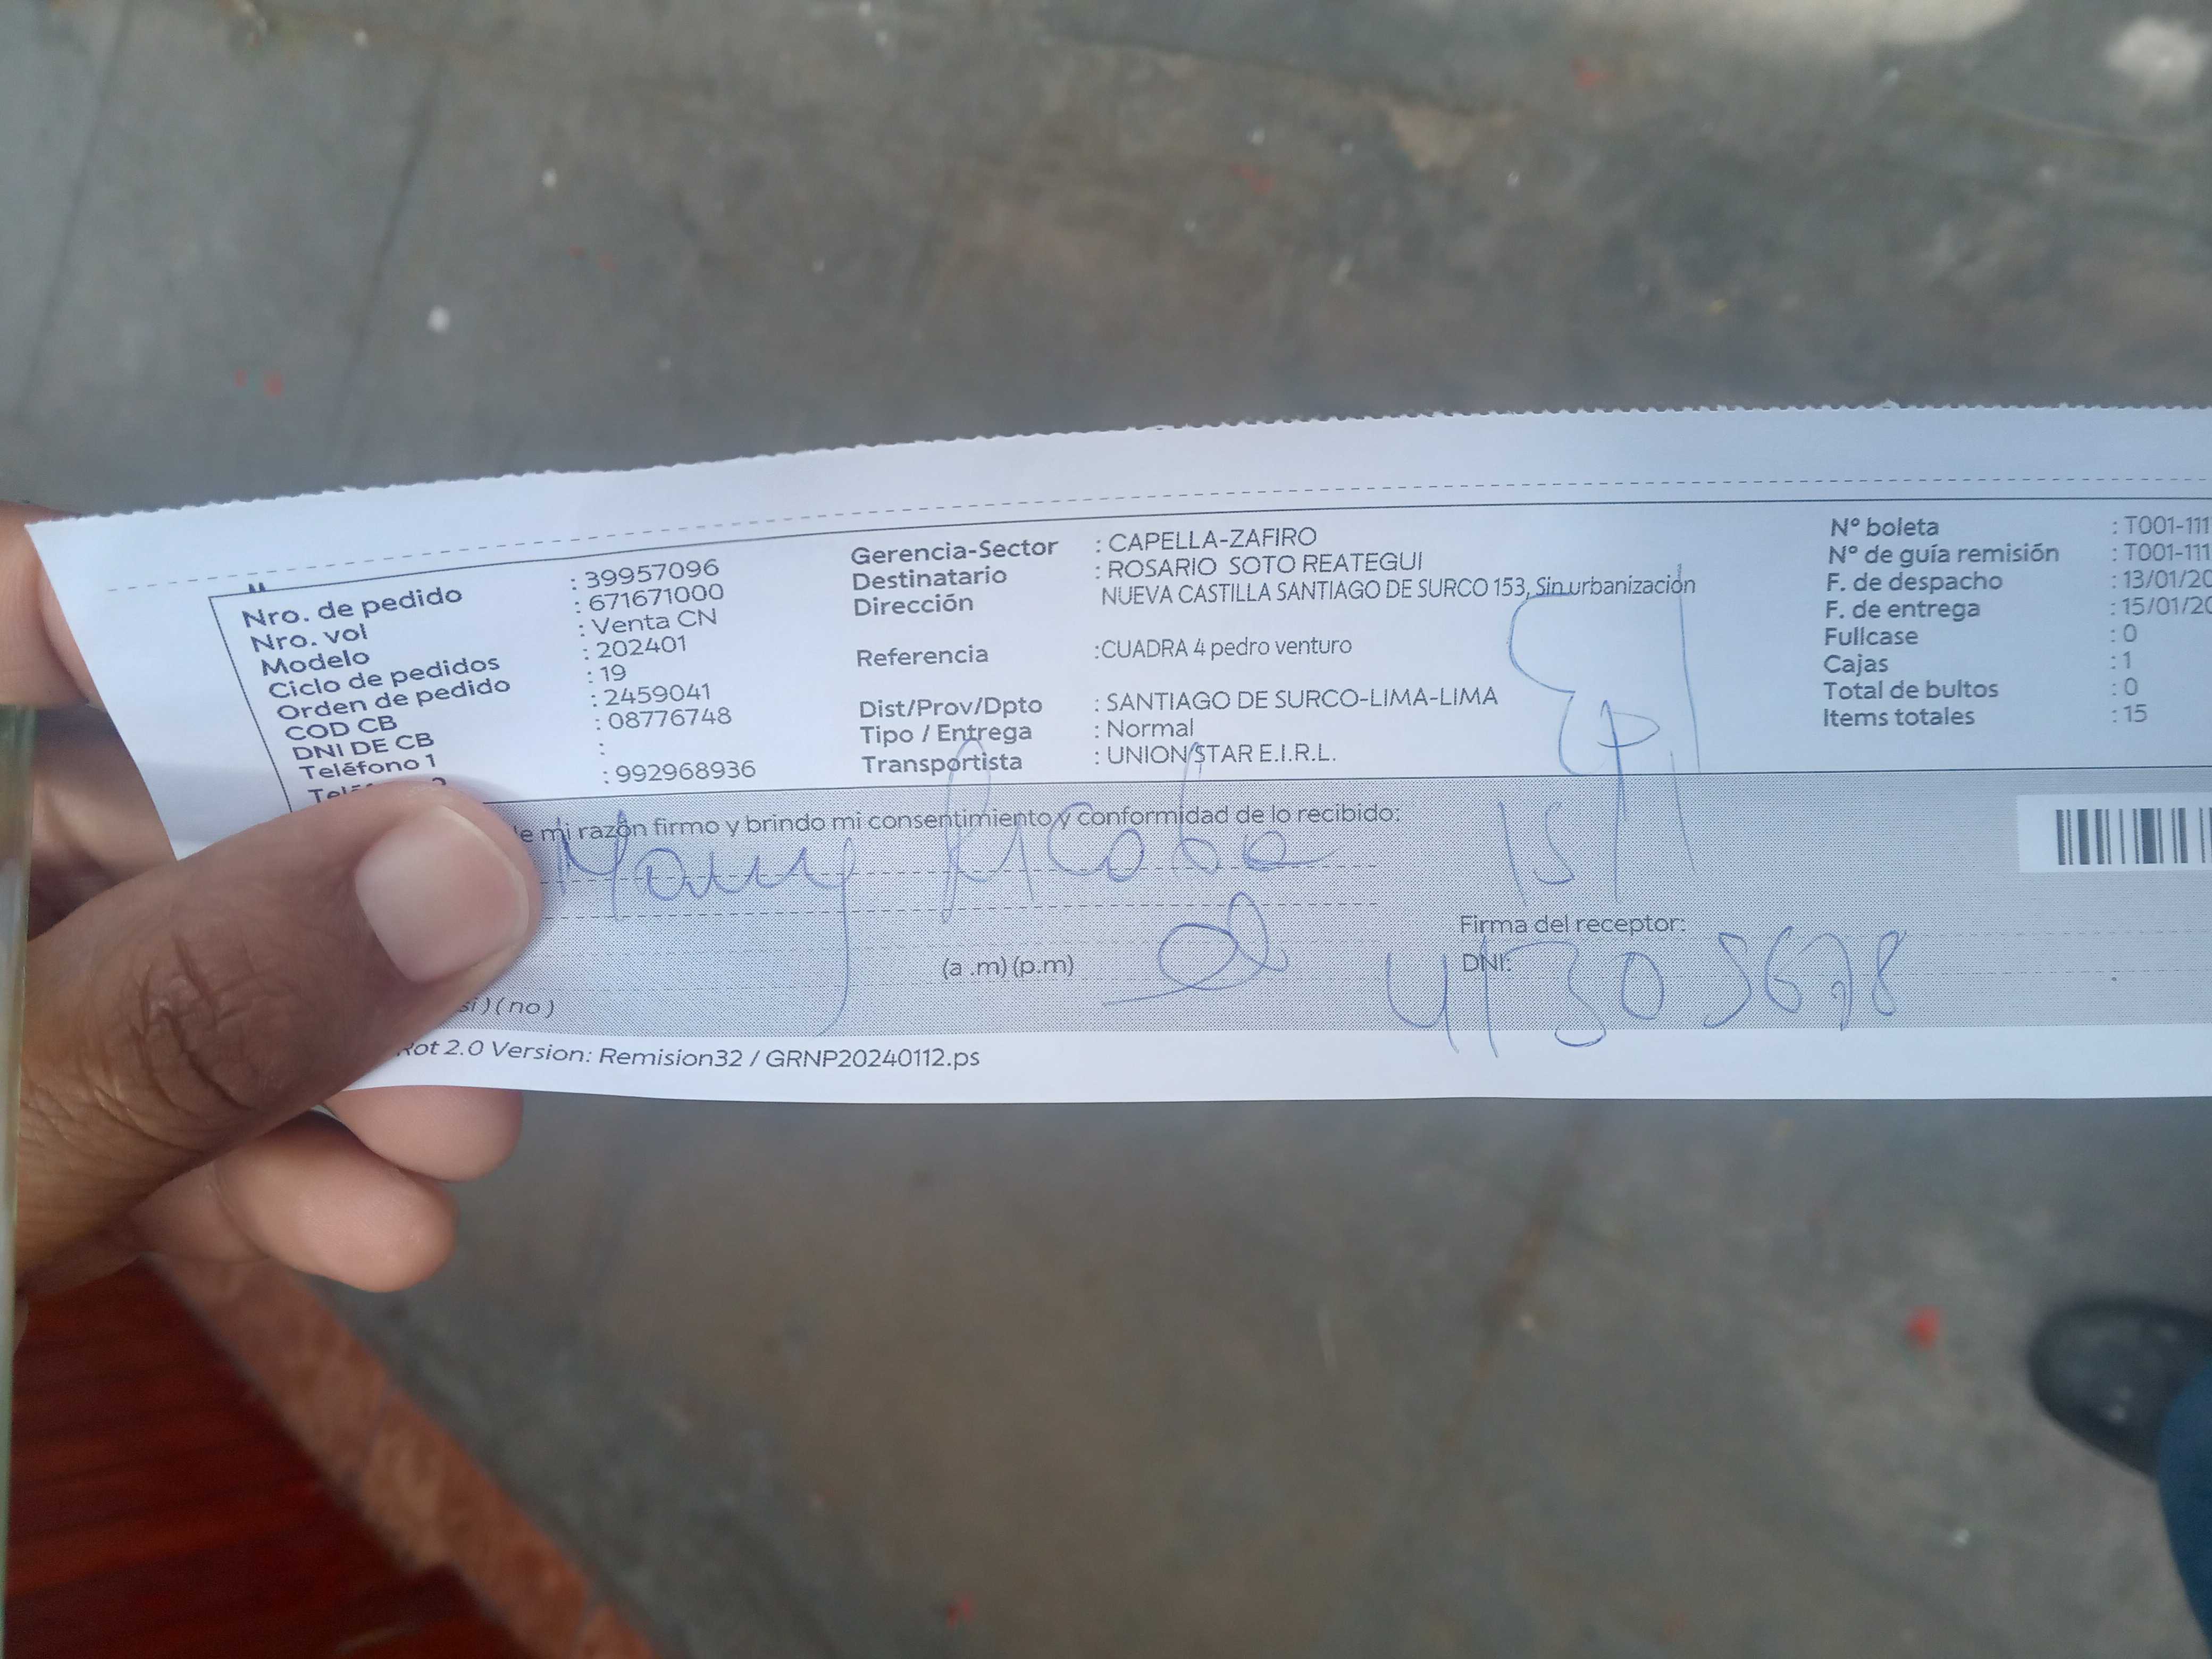 Nro. de pedido : 39957096
Nro. vol : 671671000
Modelo : Venta CN
Ciclo de pedidos : 202401
Orden de pedido : 19
COD CB : 2459041
DNI DE CB : 08776748
Teléfono 1 :
: 992968936
Gerencia-Sector : CAPELLA-ZAFIRO
Destinatario : ROSARIO SOTO REATEGUI
Dirección NUEVA CASTILLA SANTIAGO DE SURCO 153, Sin urbanización
Referencia :CUADRA 4 pedro venturo
Dist/Prov/Dpto : SANTIAGO DE SURCO-LIMA-LIMA
Tipo / Entrega : Normal
Transportista : UNION STAR E.I.R.L.
Nº boleta : T001-111
Nº de guía remisión : T001-111
F. de despacho : 13/01/20
F. de entrega : 15/01/20
Fullcase : 0
Cajas : 1
Total de bultos : 0
Items totales : 15
mi razón firmo y brindo mi consentimiento y conformidad de lo recibido:
15/1
Firma del receptor:
(a .m) (p.m)
DNI:
) ( no )
Rot 2.0 Version: Remision32 / GRNP20240112.ps